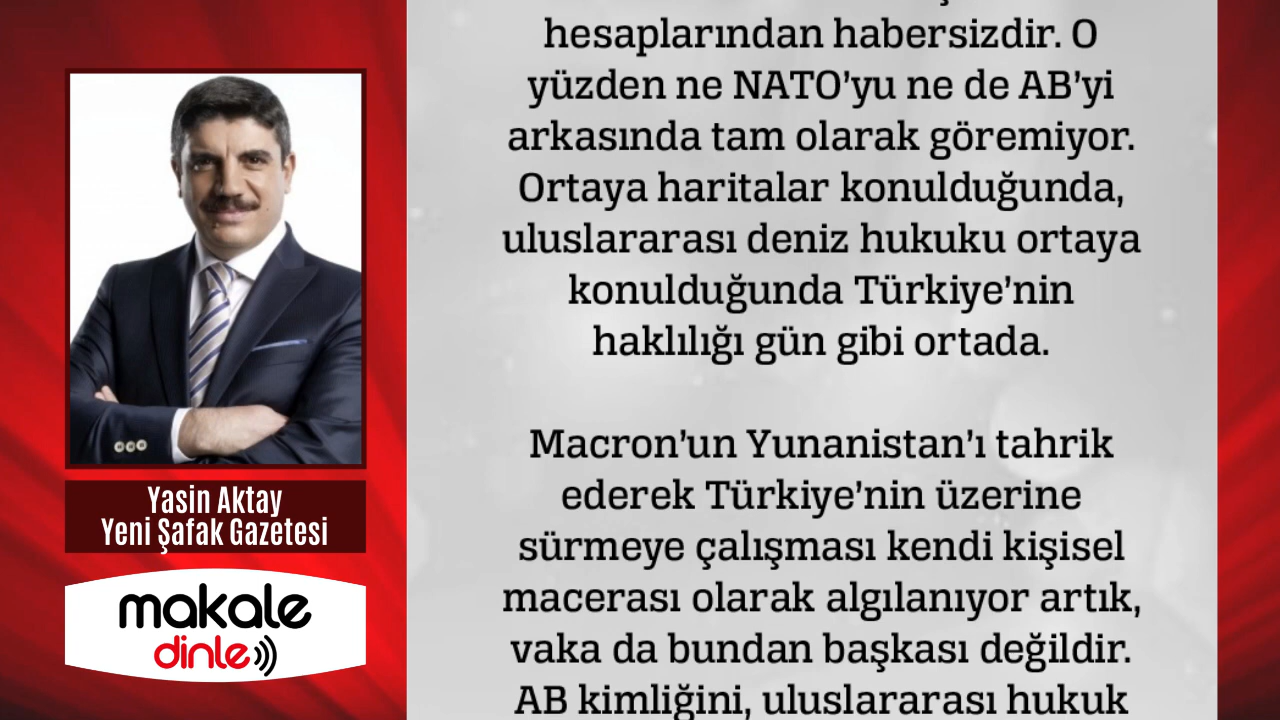 hesaplarından habersizdir. O
yüzden ne NATO’yu ne de AB’yi
arkasında tam olarak göremiyor.
Ortaya haritalar konulduğunda,
uluslararası deniz hukuku ortaya
konulduğunda Türkiye’nin
haklılığı gün gibi ortada.
Macron’un Yunanistan’ı tahrik
ederek Türkiye’nin üzerine
sürmeye çalışması kendi kişisel
macerası olarak algılanıyor artık,
vaka da bundan başkası değildir.
AB kimliğini, uluslararası hukuk
Yasin Aktay
Yeni Şafak Gazetesi
makale
dinle